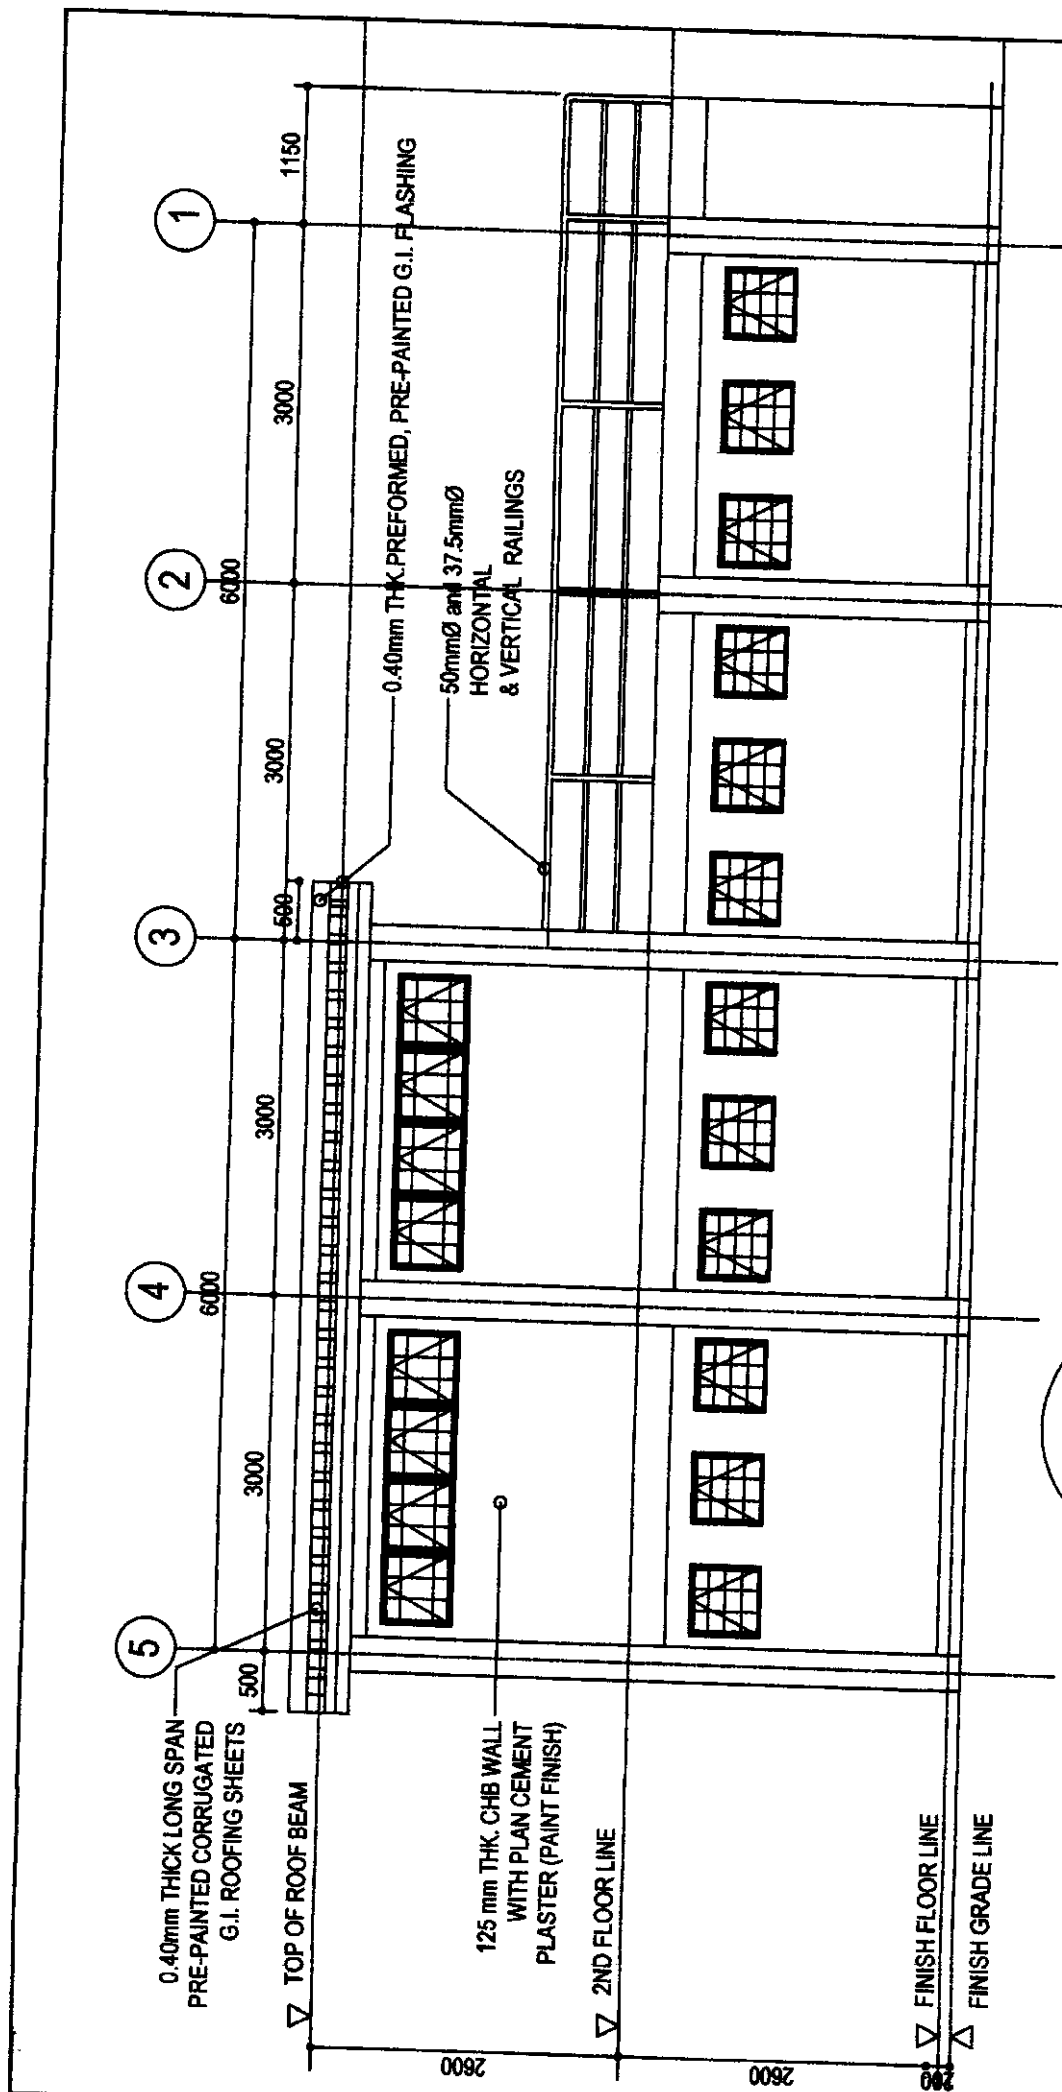 5
4
3
2
1
6000
6000
500
3000
3000
500
3000
3000
1150
0.40mm THICK LONG SPAN
PRE-PAINTED CORRUGATED
G.I. ROOFING SHEETS
0.40mm THK.PREFORMED, PRE-PAINTED G.I. FLASHING
50mmØ and 37.5mmØ
HORIZONTAL
& VERTICAL RAILINGS
TOP OF ROOF BEAM
125 mm THK. CHB WALL
WITH PLAN CEMENT
PLASTER (PAINT FINISH)
2ND FLOOR LINE
FINISH FLOOR LINE
FINISH GRADE LINE
2600
2600